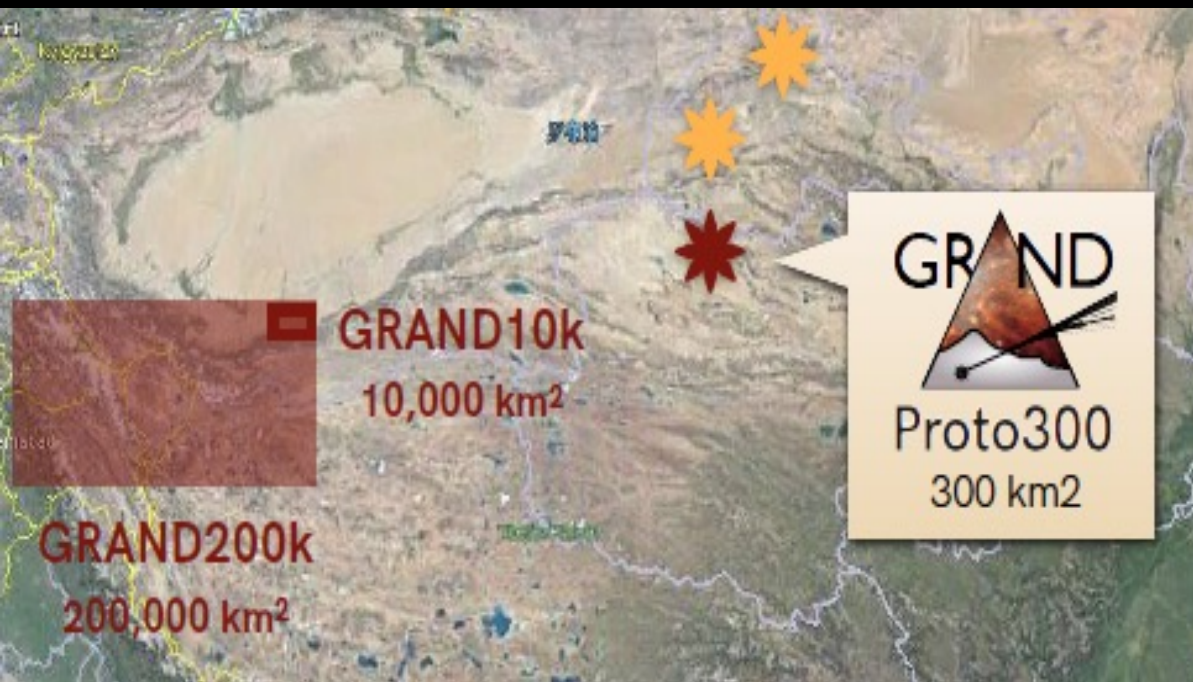 GRAND10k
10,000 km²
GRAND200k
200,000 km²
GRAND
Proto300
300 km2